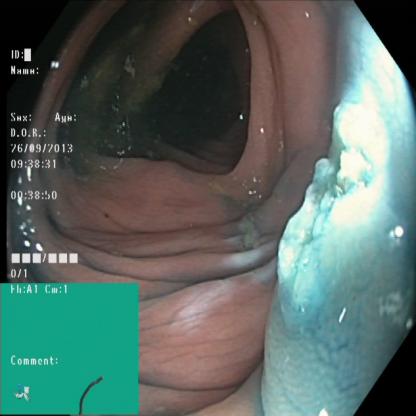 ID:
Name:
Sex: Age:
D.O.B.:
26/09/2013
09:38:31
00:38:50
0/1
Eh:A1 Cm:1
Comment: